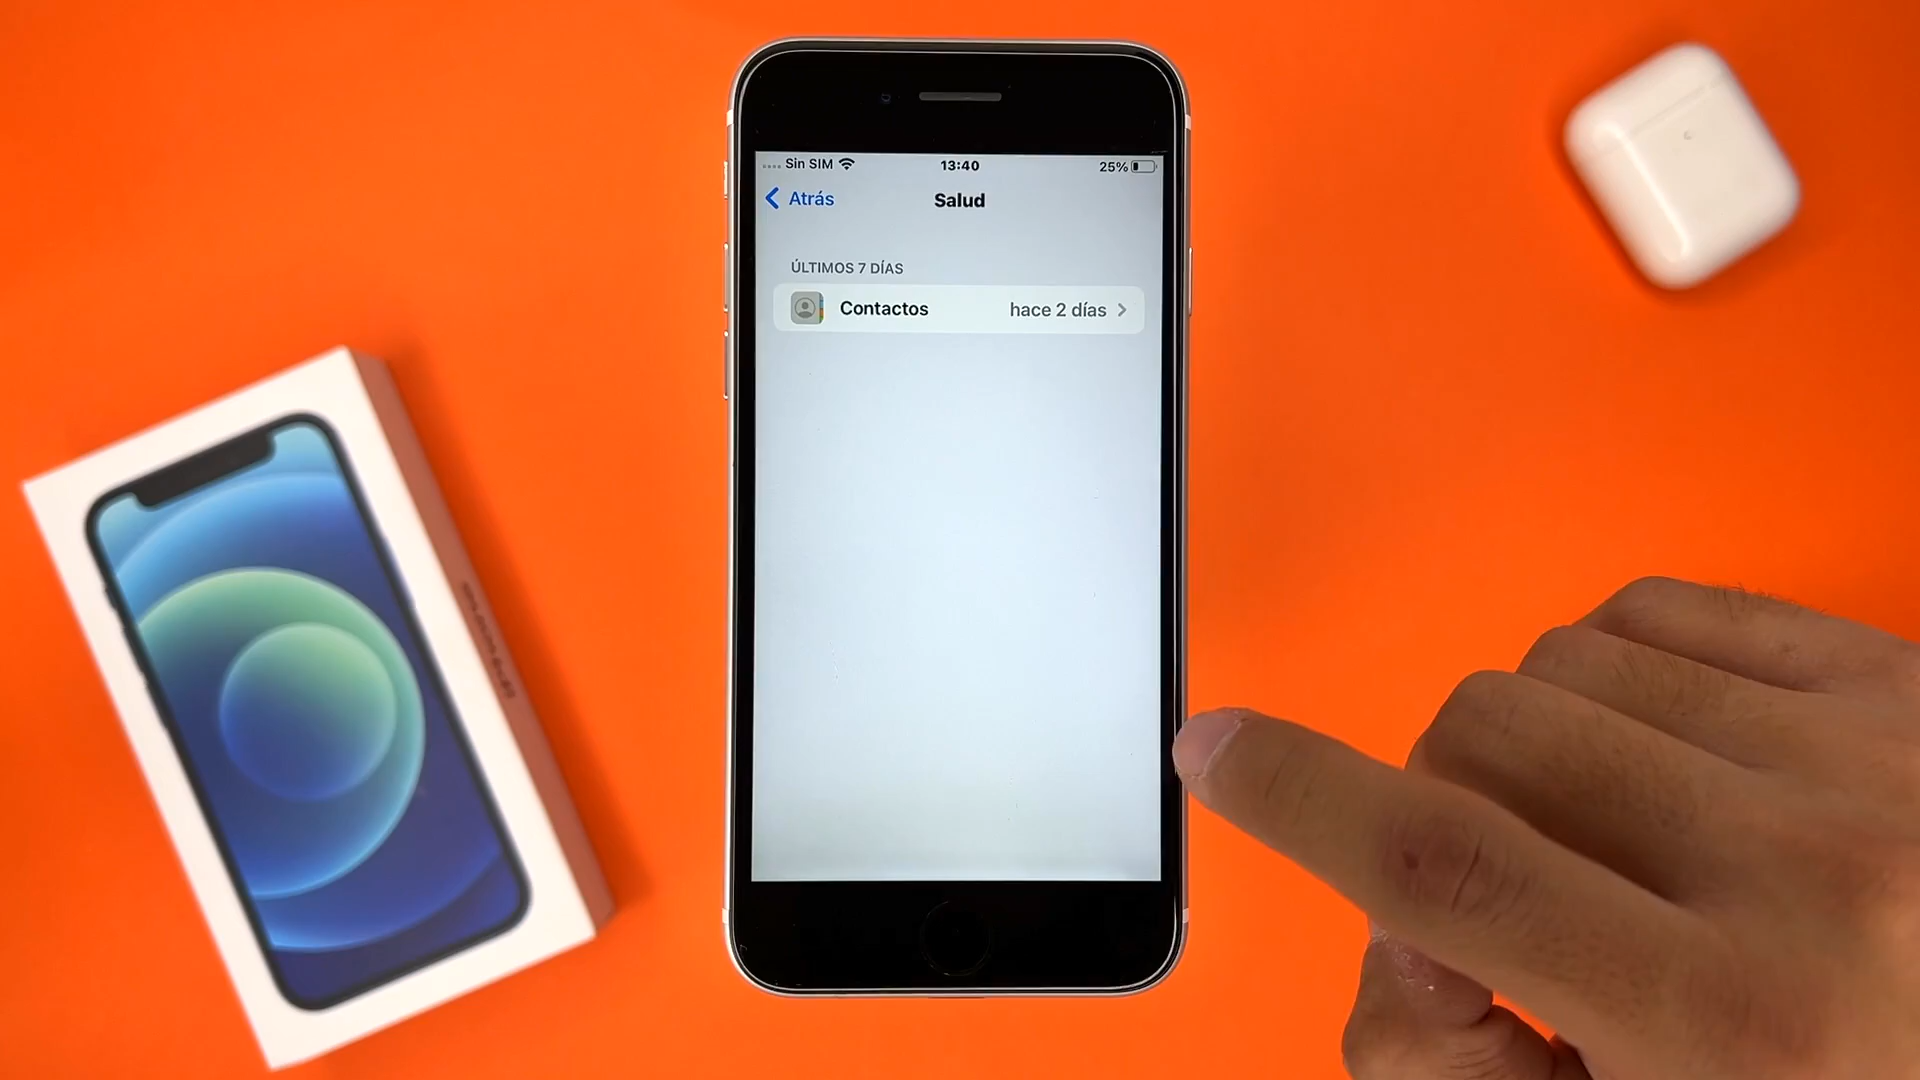 Sin SIM
13:40
25%
Atrás
Salud
ÚLTIMOS 7 DÍAS
Contactos
hace 2 días